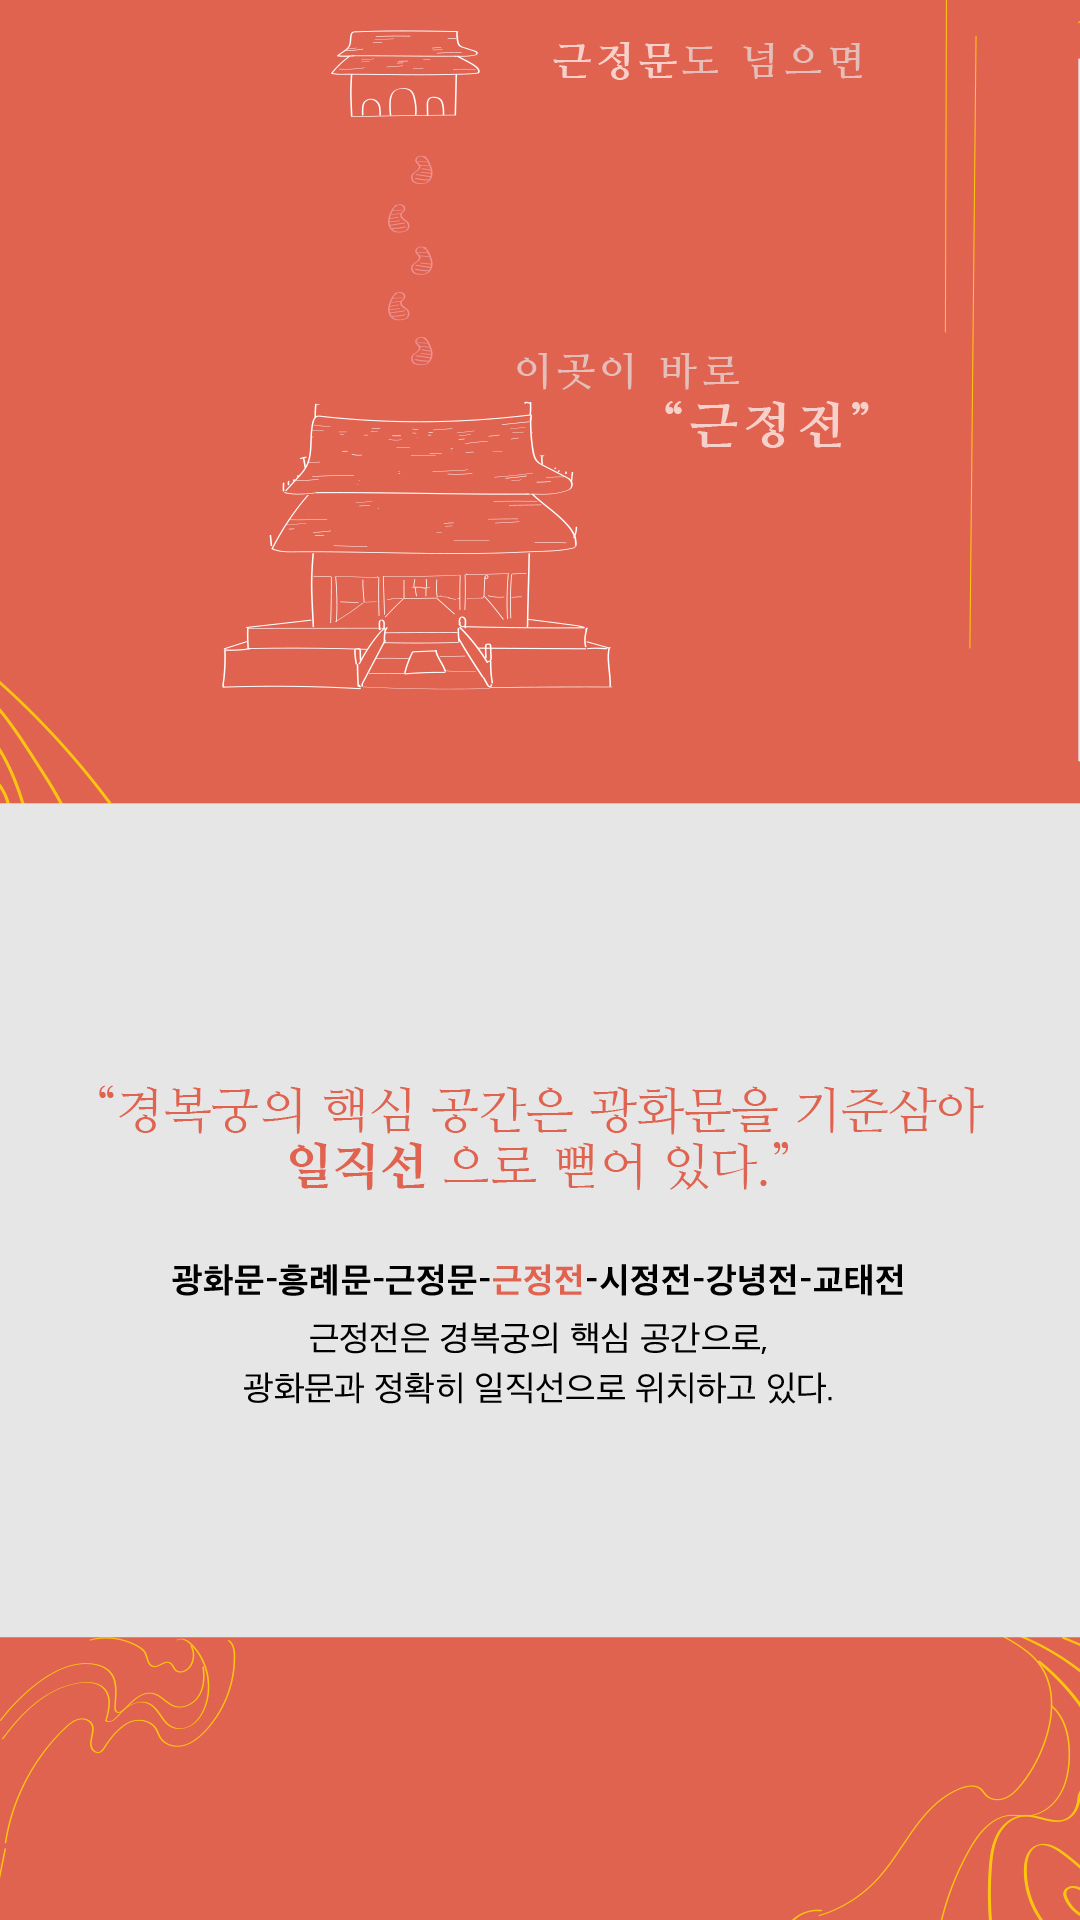 근정문도 넘으면
이곳이 바로
“근정전”
“경복궁의 핵심 공간은 광화문을 기준삼아
일직선 으로 뻗어 있다.”
광화문-흥례문-근정문-근정전-시정전-강녕전-교태전
근정전은 경복궁의 핵심 공간으로,
광화문과 정확히 일직선으로 위치하고 있다.